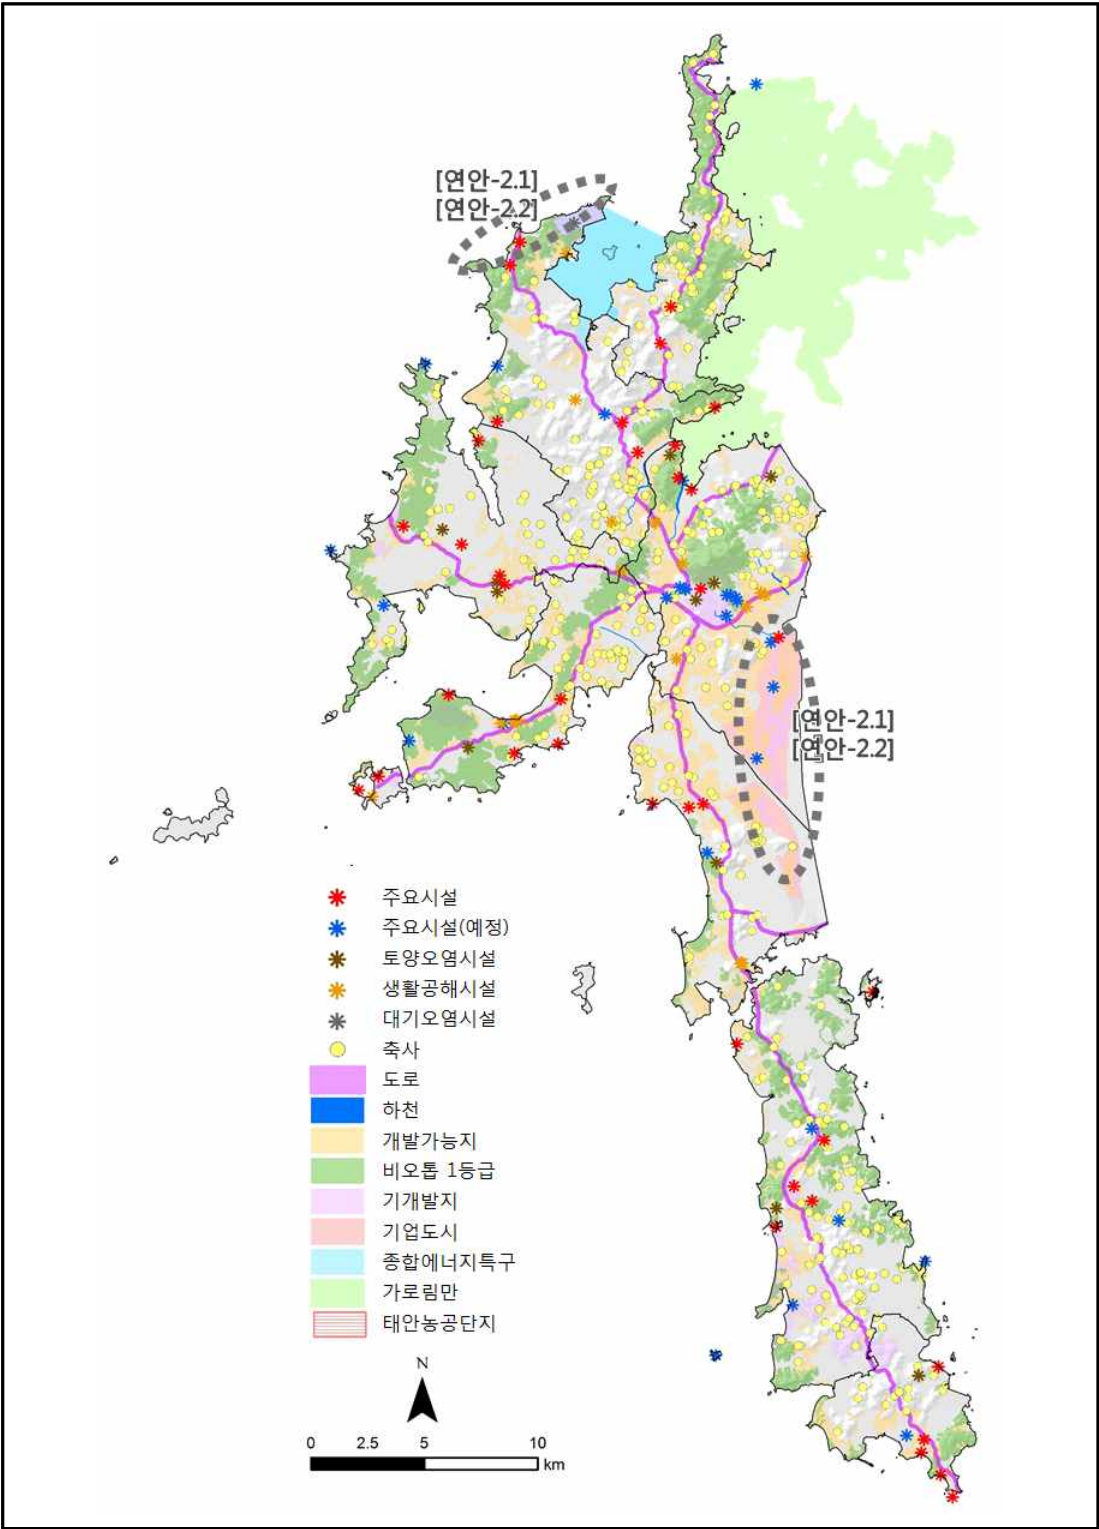 [연안-2.1]
[연안-2.2]
[연안-2.1]
[연안-2.2]
주요시설
주요시설(예정)
토양오염시설
생활공해시설
대기오염시설
축사
도로
하천
개발가능지
비오톱 1등급
기개발지
기업도시
종합에너지특구
가로림만
태안농공단지
N
0 2.5 5 10
km